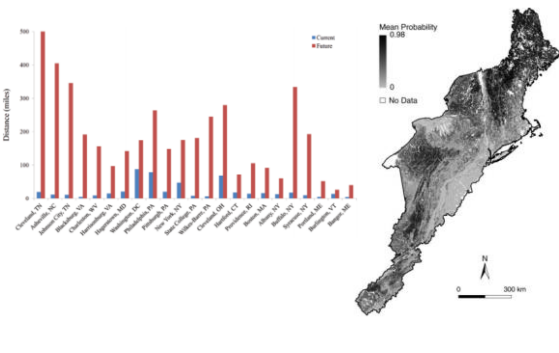 500
400
300
200
100
0
Distance (miles)
Current
Future
Cleveland, TN
Asheville, NC
Johnson City, TN
Blacksburg, VA
Charleston, WV
Harrisonburg, VA
Hagerstown, MD
Washington, DC
Philadelphia, PA
Pittsburgh, PA
New York, NY
State College, PA
Wilkes-Barre, PA
Cleveland, OH
Hartford, CT
Providence, RI
Boston, MA
Albany, NY
Buffalo, NY
Syracuse, NY
Portland, ME
Burlington, VT
Bangor, ME
Mean Probability
0.98
0
No Data
N
0 300 km